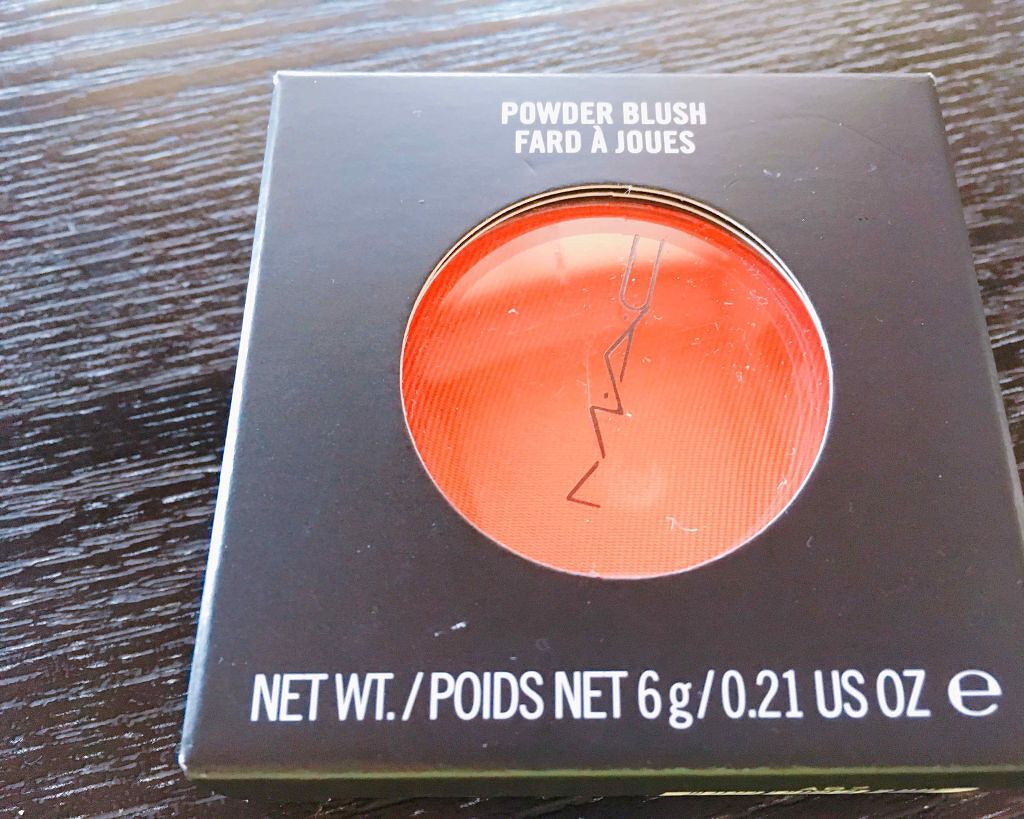 POWDER BLUSH
FARD À JOUES
M·A·C
NET WT. / POIDS NET 6 g / 0.21 US OZ ℮